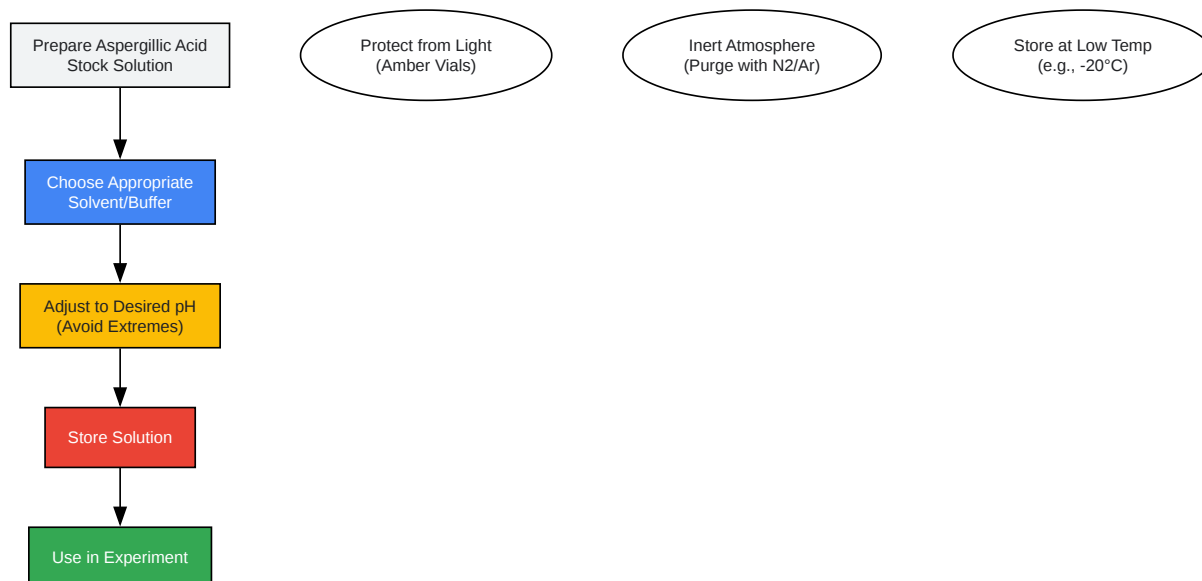 Prepare Aspergillic Acid
Stock Solution
Protect from Light
(Amber Vials)
Inert Atmosphere
(Purge with N2/Ar)
Store at Low Temp
(e.g., -20°C)
Choose Appropriate
Solvent/Buffer
Adjust to Desired pH
(Avoid Extremes)
Store Solution
Use in Experiment